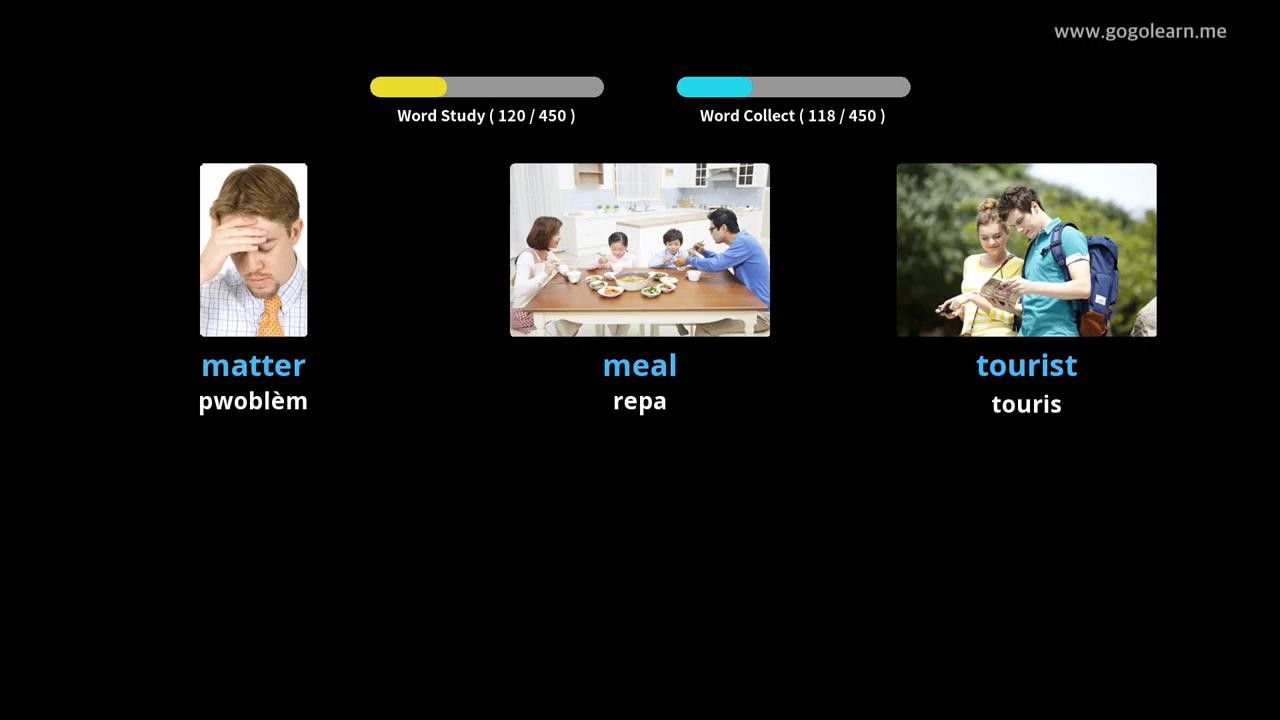 www.gogolearn.me
Word Study ( 120 / 450 )
Word Collect ( 118 / 450 )
matter
pwoblèm
meal
repa
tourist
touris